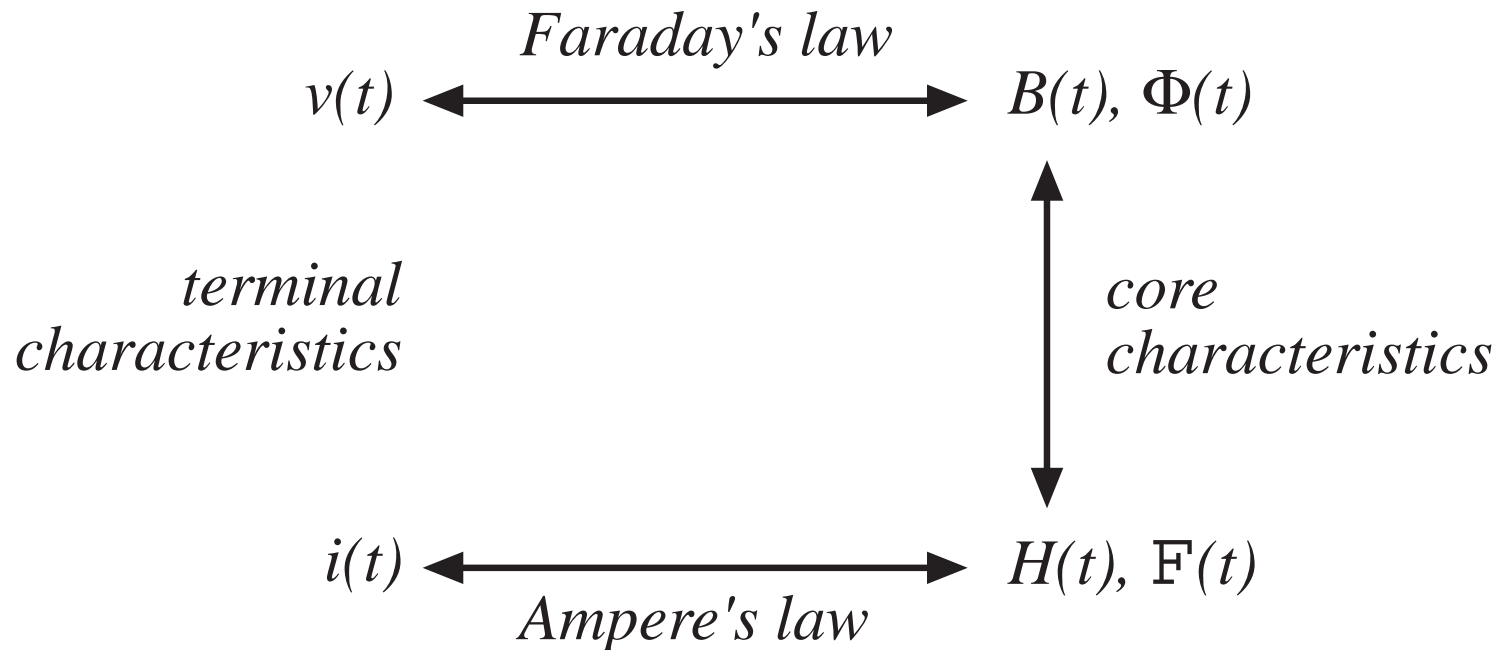 Faraday's law
v(t)
B(t), Φ(t)
terminal
characteristics
core
characteristics
i(t)
H(t), 𝔽(t)
Ampere's law